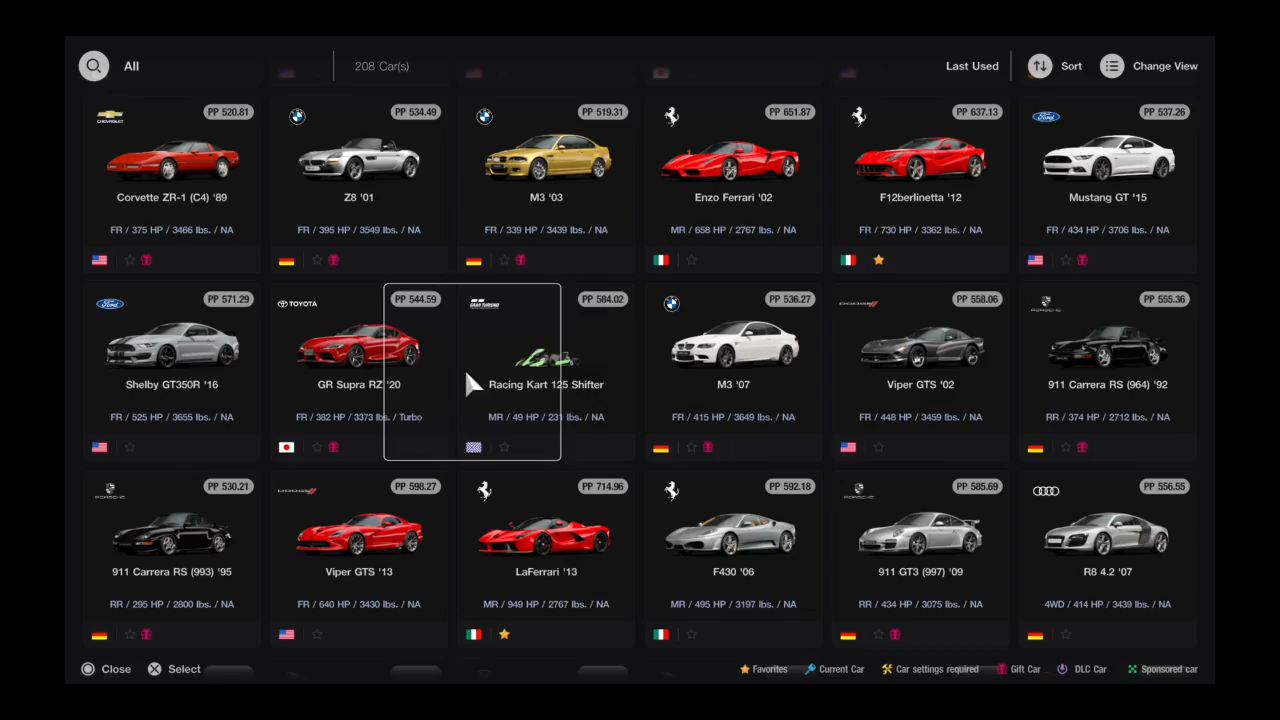 All
208 Car(s)
Last Used
Sort
Change View
CHEVROLET
PP 520.81
Corvette ZR-1 (C4) '89
FR / 375 HP / 3466 lbs. / NA
PP 534.49
Z8 '01
FR / 395 HP / 3549 lbs. / NA
PP 519.31
M3 '03
FR / 339 HP / 3439 lbs. / NA
PP 651.87
Enzo Ferrari '02
MR / 658 HP / 2767 lbs. / NA
PP 637.13
F12berlinetta '12
FR / 730 HP / 3362 lbs. / NA
Ford
PP 537.26
Mustang GT '15
FR / 434 HP / 3706 lbs. / NA
Ford
PP 571.29
Shelby GT350R '16
FR / 525 HP / 3655 lbs. / NA
TOYOTA
PP 544.59
GR Supra RZ '20
FR / 382 HP / 3373 lbs. / Turbo
GRAN TURISMO
PP 584.02
Racing Kart 125 Shifter
MR / 49 HP / 231 lbs. / NA
PP 536.27
M3 '07
FR / 415 HP / 3649 lbs. / NA
DODGE
PP 558.06
Viper GTS '02
FR / 448 HP / 3459 lbs. / NA
PORSCHE
PP 555.36
911 Carrera RS (964) '92
RR / 374 HP / 2712 lbs. / NA
PORSCHE
PP 530.21
911 Carrera RS (993) '95
RR / 295 HP / 2800 lbs. / NA
DODGE
PP 598.27
Viper GTS '13
FR / 640 HP / 3430 lbs. / NA
PP 714.96
LaFerrari '13
MR / 949 HP / 2767 lbs. / NA
PP 592.18
F430 '06
MR / 495 HP / 3197 lbs. / NA
PORSCHE
PP 585.69
911 GT3 (997) '09
RR / 434 HP / 3075 lbs. / NA
PP 556.55
R8 4.2 '07
4WD / 414 HP / 3439 lbs. / NA
Close
Select
Favorites
Current Car
Car settings required
Gift Car
DLC Car
Sponsored car